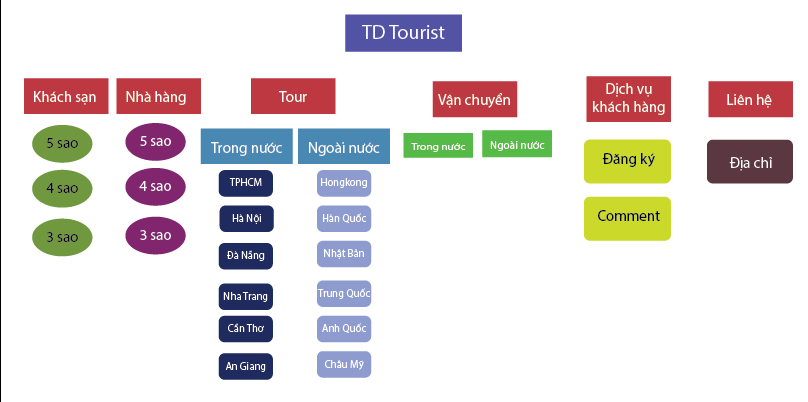 TD Tourist
Khách sạn
Nhà hàng
Tour
Vận chuyển
Dịch vụ
khách hàng
Liên hệ
5 sao
4 sao
3 sao
5 sao
4 sao
3 sao
Trong nước
Ngoài nước
TPHCM
Hà Nội
Đà Nẵng
Nha Trang
Cần Thơ
An Giang
Hongkong
Hàn Quốc
Nhật Bản
Trung Quốc
Anh Quốc
Châu Mỹ
Trong nước
Ngoài nước
Đăng ký
Comment
Địa chỉ